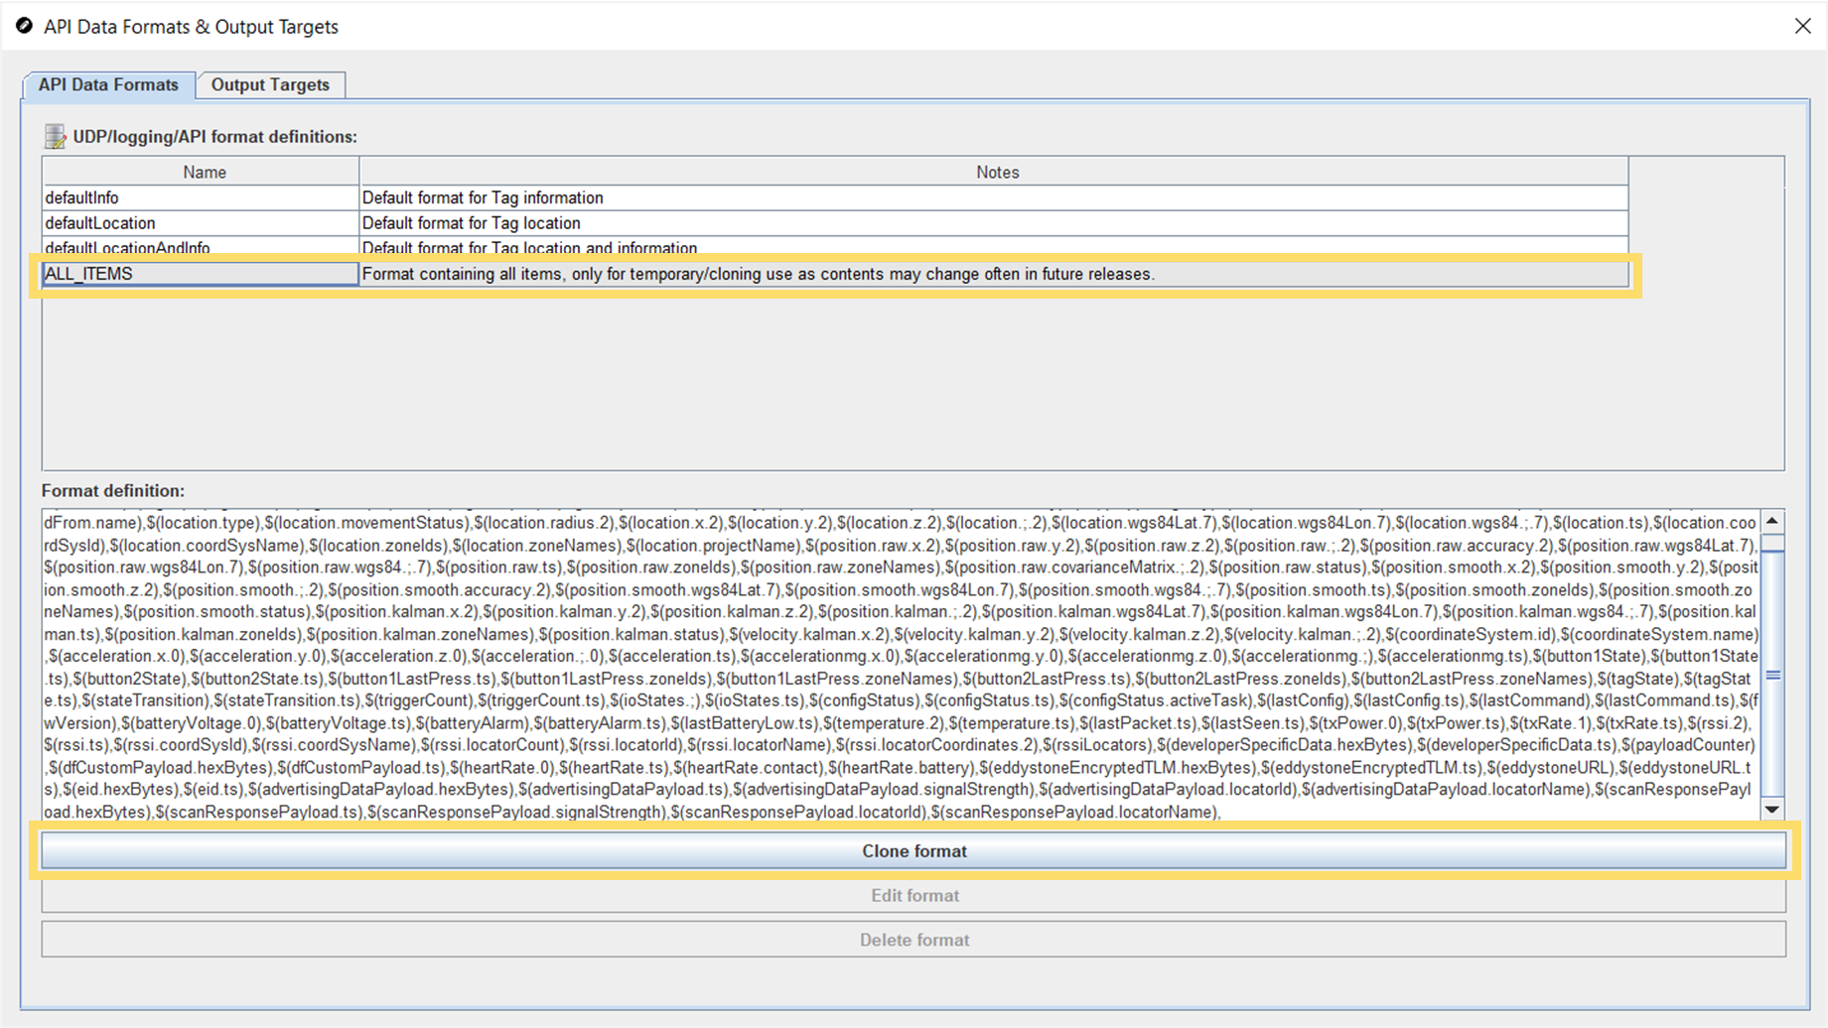 API Data Formats & Output Targets
API Data Formats
Output Targets
UDP/logging/API format definitions:
Name
Notes
defaultInfo
Default format for Tag information
defaultLocation
Default format for Tag location
defaultLocationAndInfo
Default format for Tag location and information
ALL_ITEMS
Format containing all items, only for temporary/cloning use as contents may change often in future releases.
Format definition:
dFrom.name),$(location.type),$(location.movementStatus),$(location.radius.2),$(location.x.2),$(location.y.2),$(location.z.2),$(location.;.2),$(location.wgs84Lat.7),$(location.wgs84Lon.7),$(location.wgs84.;.7),$(location.ts),$(location.coo
rdSysId),$(location.coordSysName),$(location.zoneIds),$(location.zoneNames),$(location.projectName),$(position.raw.x.2),$(position.raw.y.2),$(position.raw.z.2),$(position.raw.;.2),$(position.raw.accuracy.2),$(position.raw.wgs84Lat.7),
$(position.raw.wgs84Lon.7),$(position.raw.wgs84.;.7),$(position.raw.ts),$(position.raw.zoneIds),$(position.raw.zoneNames),$(position.raw.covarianceMatrix.;.2),$(position.raw.status),$(position.smooth.x.2),$(position.smooth.y.2),$(posit
ion.smooth.z.2),$(position.smooth.;.2),$(position.smooth.accuracy.2),$(position.smooth.wgs84Lat.7),$(position.smooth.wgs84Lon.7),$(position.smooth.wgs84.;.7),$(position.smooth.ts),$(position.smooth.zoneIds),$(position.smooth.zo
neNames),$(position.smooth.status),$(position.kalman.x.2),$(position.kalman.y.2),$(position.kalman.z.2),$(position.kalman.;.2),$(position.kalman.wgs84Lat.7),$(position.kalman.wgs84Lon.7),$(position.kalman.wgs84.;.7),$(position.kal
man.ts),$(position.kalman.zoneIds),$(position.kalman.zoneNames),$(position.kalman.status),$(velocity.kalman.x.2),$(velocity.kalman.y.2),$(velocity.kalman.z.2),$(velocity.kalman.;.2),$(coordinateSystem.id),$(coordinateSystem.name)
,$(acceleration.x.0),$(acceleration.y.0),$(acceleration.z.0),$(acceleration.;.0),$(acceleration.ts),$(accelerationmg.x.0),$(accelerationmg.y.0),$(accelerationmg.z.0),$(accelerationmg.;),$(accelerationmg.ts),$(button1State),$(button1State
.ts),$(button2State),$(button2State.ts),$(button1LastPress.ts),$(button1LastPress.zoneIds),$(button1LastPress.zoneNames),$(button2LastPress.ts),$(button2LastPress.zoneIds),$(button2LastPress.zoneNames),$(tagState),$(tagStat
e.ts),$(stateTransition),$(stateTransition.ts),$(triggerCount),$(triggerCount.ts),$(ioStates.;),$(ioStates.ts),$(configStatus),$(configStatus.ts),$(configStatus.activeTask),$(lastConfig),$(lastConfig.ts),$(lastCommand),$(lastCommand.ts),$(f
wVersion),$(batteryVoltage.0),$(batteryVoltage.ts),$(batteryAlarm),$(batteryAlarm.ts),$(lastBatteryLow.ts),$(temperature.2),$(temperature.ts),$(lastPacket.ts),$(lastSeen.ts),$(txPower.0),$(txPower.ts),$(txRate.1),$(txRate.ts),$(rssi.2),
$(rssi.ts),$(rssi.coordSysId),$(rssi.coordSysName),$(rssi.locatorCount),$(rssi.locatorId),$(rssi.locatorName),$(rssi.locatorCoordinates.2),$(rssiLocators),$(developerSpecificData.hexBytes),$(developerSpecificData.ts),$(payloadCounter)
,$(dfCustomPayload.hexBytes),$(dfCustomPayload.ts),$(heartRate.0),$(heartRate.ts),$(heartRate.contact),$(heartRate.battery),$(eddystoneEncryptedTLM.hexBytes),$(eddystoneEncryptedTLM.ts),$(eddystoneURL),$(eddystoneURL.t
s),$(eid.hexBytes),$(eid.ts),$(advertisingDataPayload.hexBytes),$(advertisingDataPayload.ts),$(advertisingDataPayload.signalStrength),$(advertisingDataPayload.locatorId),$(advertisingDataPayload.locatorName),$(scanResponsePayl
oad.hexBytes),$(scanResponsePayload.ts),$(scanResponsePayload.signalStrength),$(scanResponsePayload.locatorId),$(scanResponsePayload.locatorName),
Clone format
Edit format
Delete format